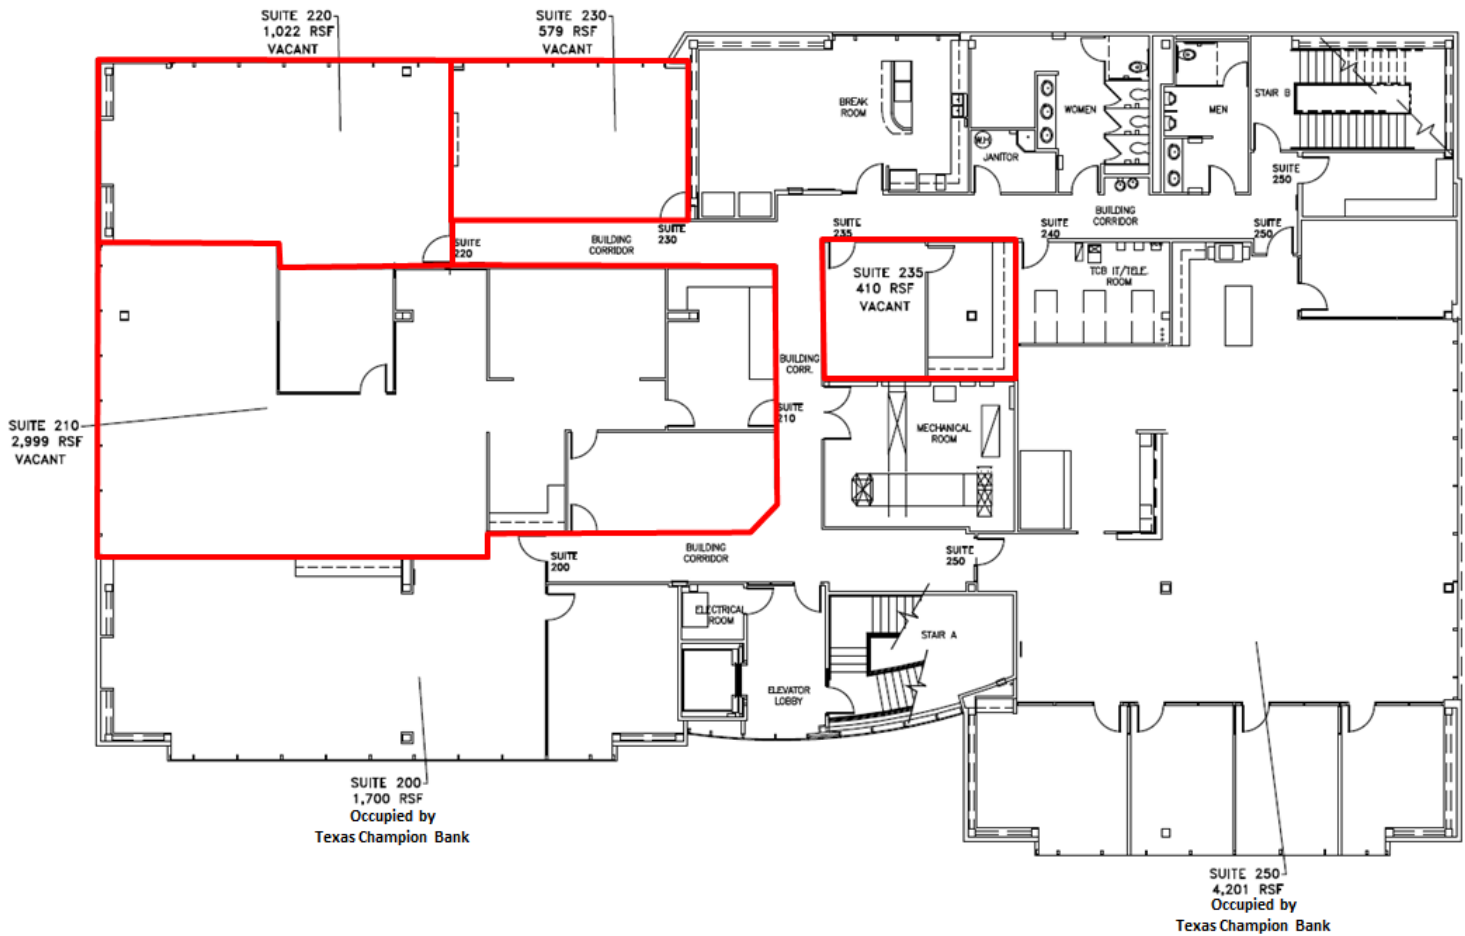 SUITE 220
1,022 RSF
VACANT
SUITE 230
579 RSF
VACANT
BREAK
ROOM
WOMEN
W.H
JANITOR
MEN
STAIR B
SUITE
250
SUITE
220
BUILDING
CORRIDOR
SUITE
230
SUITE
235
SUITE
240
BUILDING
CORRIDOR
SUITE
250
SUITE 235
410 RSF
VACANT
TCB IT/TELE.
ROOM
BUILDING
CORR.
SUITE
210
SUITE 210
2,999 RSF
VACANT
MECHANICAL
ROOM
SUITE
200
BUILDING
CORRIDOR
SUITE
250
ELECTRICAL
ROOM
STAIR A
ELEVATOR
LOBBY
SUITE 200
1,700 RSF
Occupied by
Texas Champion Bank
SUITE 250
4,201 RSF
Occupied by
Texas Champion Bank